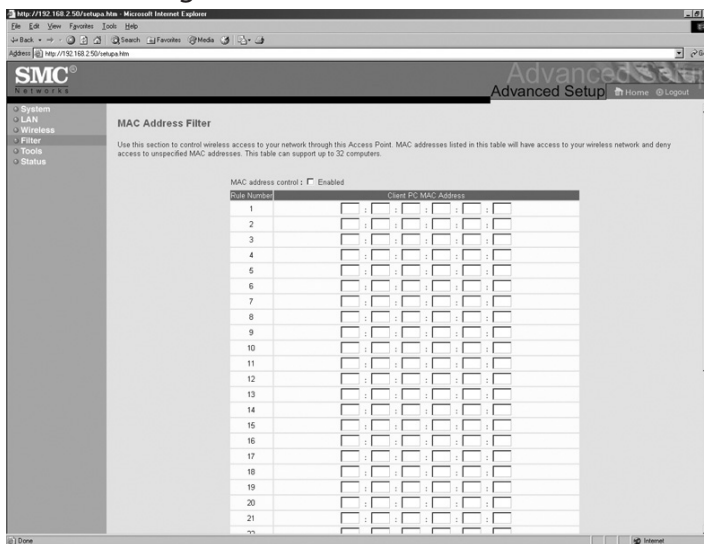 http://192.168.2.50/setupa.htm - Microsoft Internet Explorer
File Edit View Favorites Tools Help
Back Search Favorites Media
Address http://192.168.2.50/setupa.htm
SMC®
Networks
Advanced Setup
Advanced Setup Home Logout
System
LAN
Wireless
Filter
Tools
Status
MAC Address Filter
Use this section to control wireless access to your network through this Access Point. MAC addresses listed in this table will have access to your wireless network and deny
access to unspecified MAC addresses. This table can support up to 32 computers.
MAC address control : Enabled
Rule Number Client PC MAC Address
1 : : : : :
2 : : : : :
3 : : : : :
4 : : : : :
5 : : : : :
6 : : : : :
7 : : : : :
8 : : : : :
9 : : : : :
10 : : : : :
11 : : : : :
12 : : : : :
13 : : : : :
14 : : : : :
15 : : : : :
16 : : : : :
17 : : : : :
18 : : : : :
19 : : : : :
20 : : : : :
21 : : : : :
Done Internet